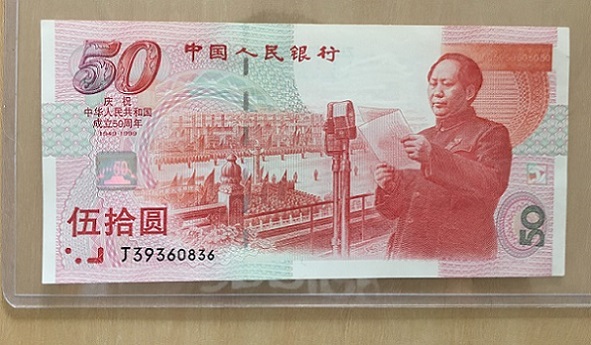 50
中国人民银行
庆祝
中华人民共和国
成立50周年
1949-1999
伍拾圆
J39360836
50